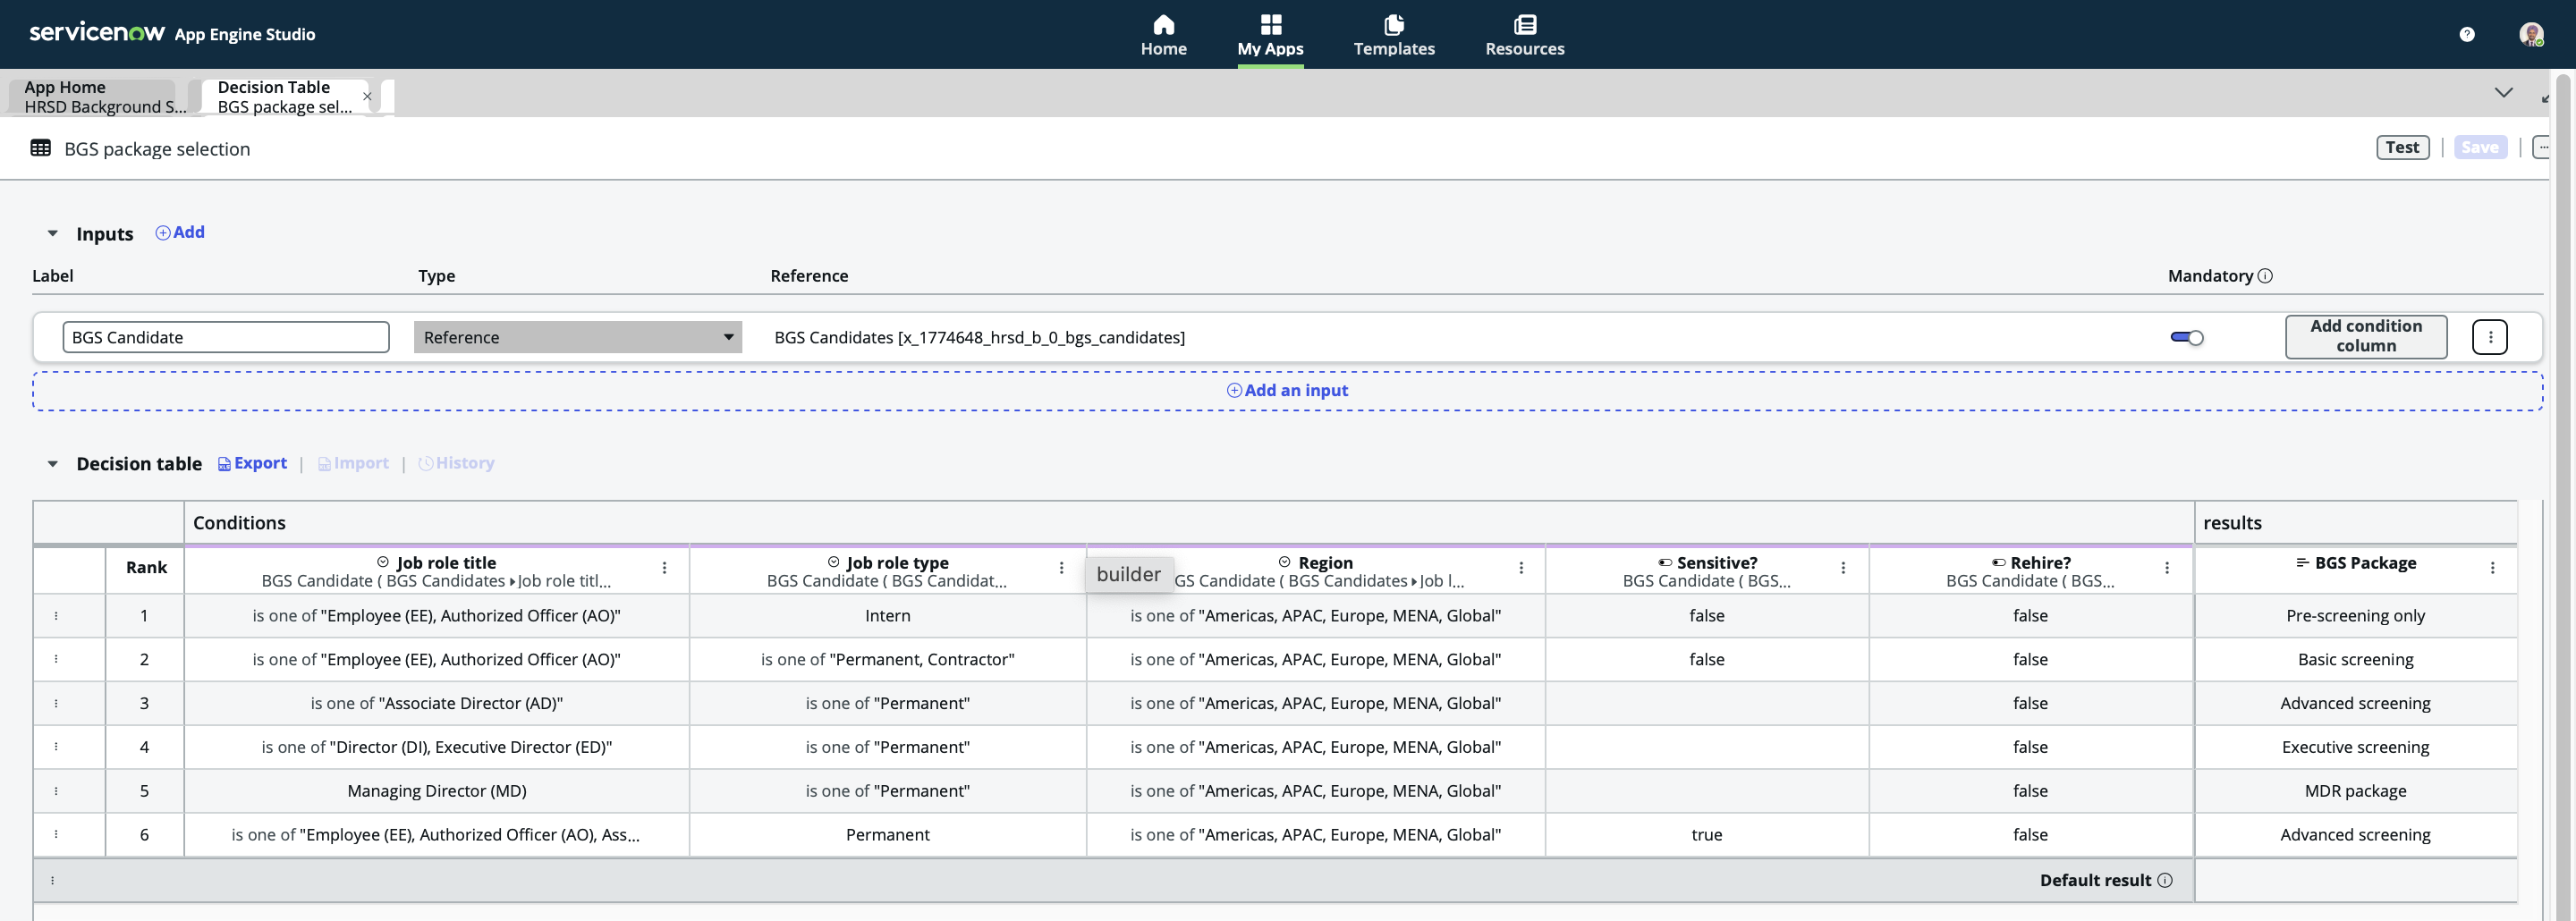 servicenow App Engine Studio
Home
My Apps
Templates
Resources
App Home
HRSD Background S...
Decision Table
BGS package sel...
BGS package selection
Test
Save
Inputs
Add
Label Type Reference Mandatory
BGS Candidate
Reference
BGS Candidates [x_1774648_hrsd_b_0_bgs_candidates]
Add condition
column
Add an input
Decision table
Export | Import | History
Conditions
results
Rank
Job role title
BGS Candidate ( BGS Candidates▸Job role titl...
Job role type
BGS Candidate ( BGS Candidat...
builder
Region
GS Candidate ( BGS Candidates▸Job l...
Sensitive?
BGS Candidate ( BGS...
Rehire?
BGS Candidate ( BGS...
BGS Package
1 is one of "Employee (EE), Authorized Officer (AO)" Intern is one of "Americas, APAC, Europe, MENA, Global" false false Pre-screening only
2 is one of "Employee (EE), Authorized Officer (AO)" is one of "Permanent, Contractor" is one of "Americas, APAC, Europe, MENA, Global" false false Basic screening
3 is one of "Associate Director (AD)" is one of "Permanent" is one of "Americas, APAC, Europe, MENA, Global" false Advanced screening
4 is one of "Director (DI), Executive Director (ED)" is one of "Permanent" is one of "Americas, APAC, Europe, MENA, Global" false Executive screening
5 Managing Director (MD) is one of "Permanent" is one of "Americas, APAC, Europe, MENA, Global" false MDR package
6 is one of "Employee (EE), Authorized Officer (AO), Ass... Permanent is one of "Americas, APAC, Europe, MENA, Global" true false Advanced screening
Default result